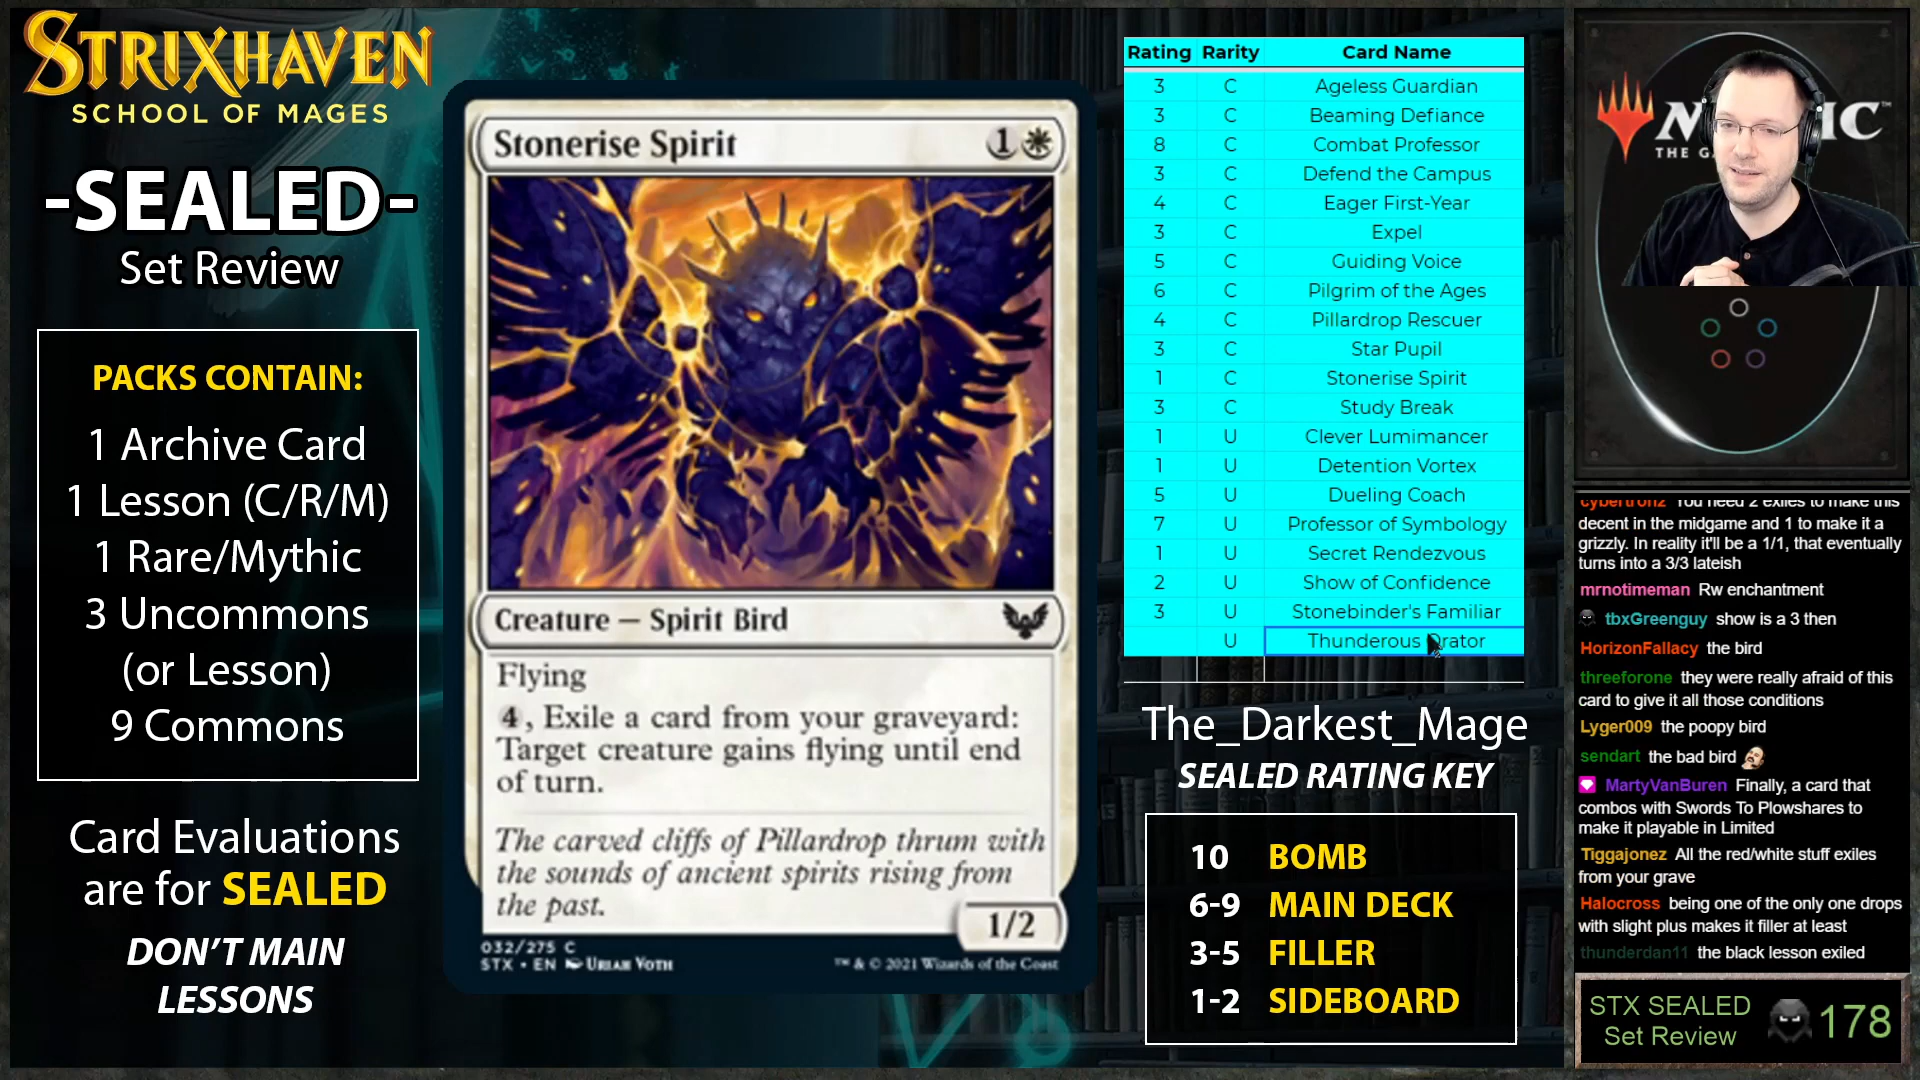 STRIXHAVEN
SCHOOL OF MAGES
-SEALED-
Set Review
PACKS CONTAIN:
1 Archive Card
1 Lesson (C/R/M)
1 Rare/Mythic
3 Uncommons
(or Lesson)
9 Commons
Card Evaluations
are for SEALED
DON'T MAIN
LESSONS
Stonerise Spirit 1
Creature — Spirit Bird
Flying
4, Exile a card from your graveyard:
Target creature gains flying until end
of turn.
The carved cliffs of Pillardrop thrum with
the sounds of ancient spirits rising from
the past.
1/2
032/275 C
STX • EN Uriah Voth
™ & © 2021 Wizards of the Coast
Rating Rarity Card Name
3 C Ageless Guardian
3 C Beaming Defiance
8 C Combat Professor
3 C Defend the Campus
4 C Eager First-Year
3 C Expel
5 C Guiding Voice
6 C Pilgrim of the Ages
4 C Pillardrop Rescuer
3 C Star Pupil
1 C Stonerise Spirit
3 C Study Break
1 U Clever Lumimancer
1 U Detention Vortex
5 U Dueling Coach
7 U Professor of Symbology
1 U Secret Rendezvous
2 U Show of Confidence
3 U Stonebinder's Familiar
U Thunderous Orator
The_Darkest_Mage
SEALED RATING KEY
10 BOMB
6-9 MAIN DECK
3-5 FILLER
1-2 SIDEBOARD
THE
cybertron2 You need 2 exiles to make this
decent in the midgame and 1 to make it a
grizzly. In reality it'll be a 1/1, that eventually
turns into a 3/3 lateish
mrnotimeman Rw enchantment
tbxGreenguy show is a 3 then
HorizonFallacy the bird
threeforone they were really afraid of this
card to give it all those conditions
Lyger009 the poopy bird
sendart the bad bird
MartyVanBuren Finally, a card that
combos with Swords To Plowshares to
make it playable in Limited
Tiggajonez All the red/white stuff exiles
from your grave
Halocross being one of the only one drops
with slight plus makes it filler at least
thunderdan11 the black lesson exiled
STX SEALED
Set Review
178